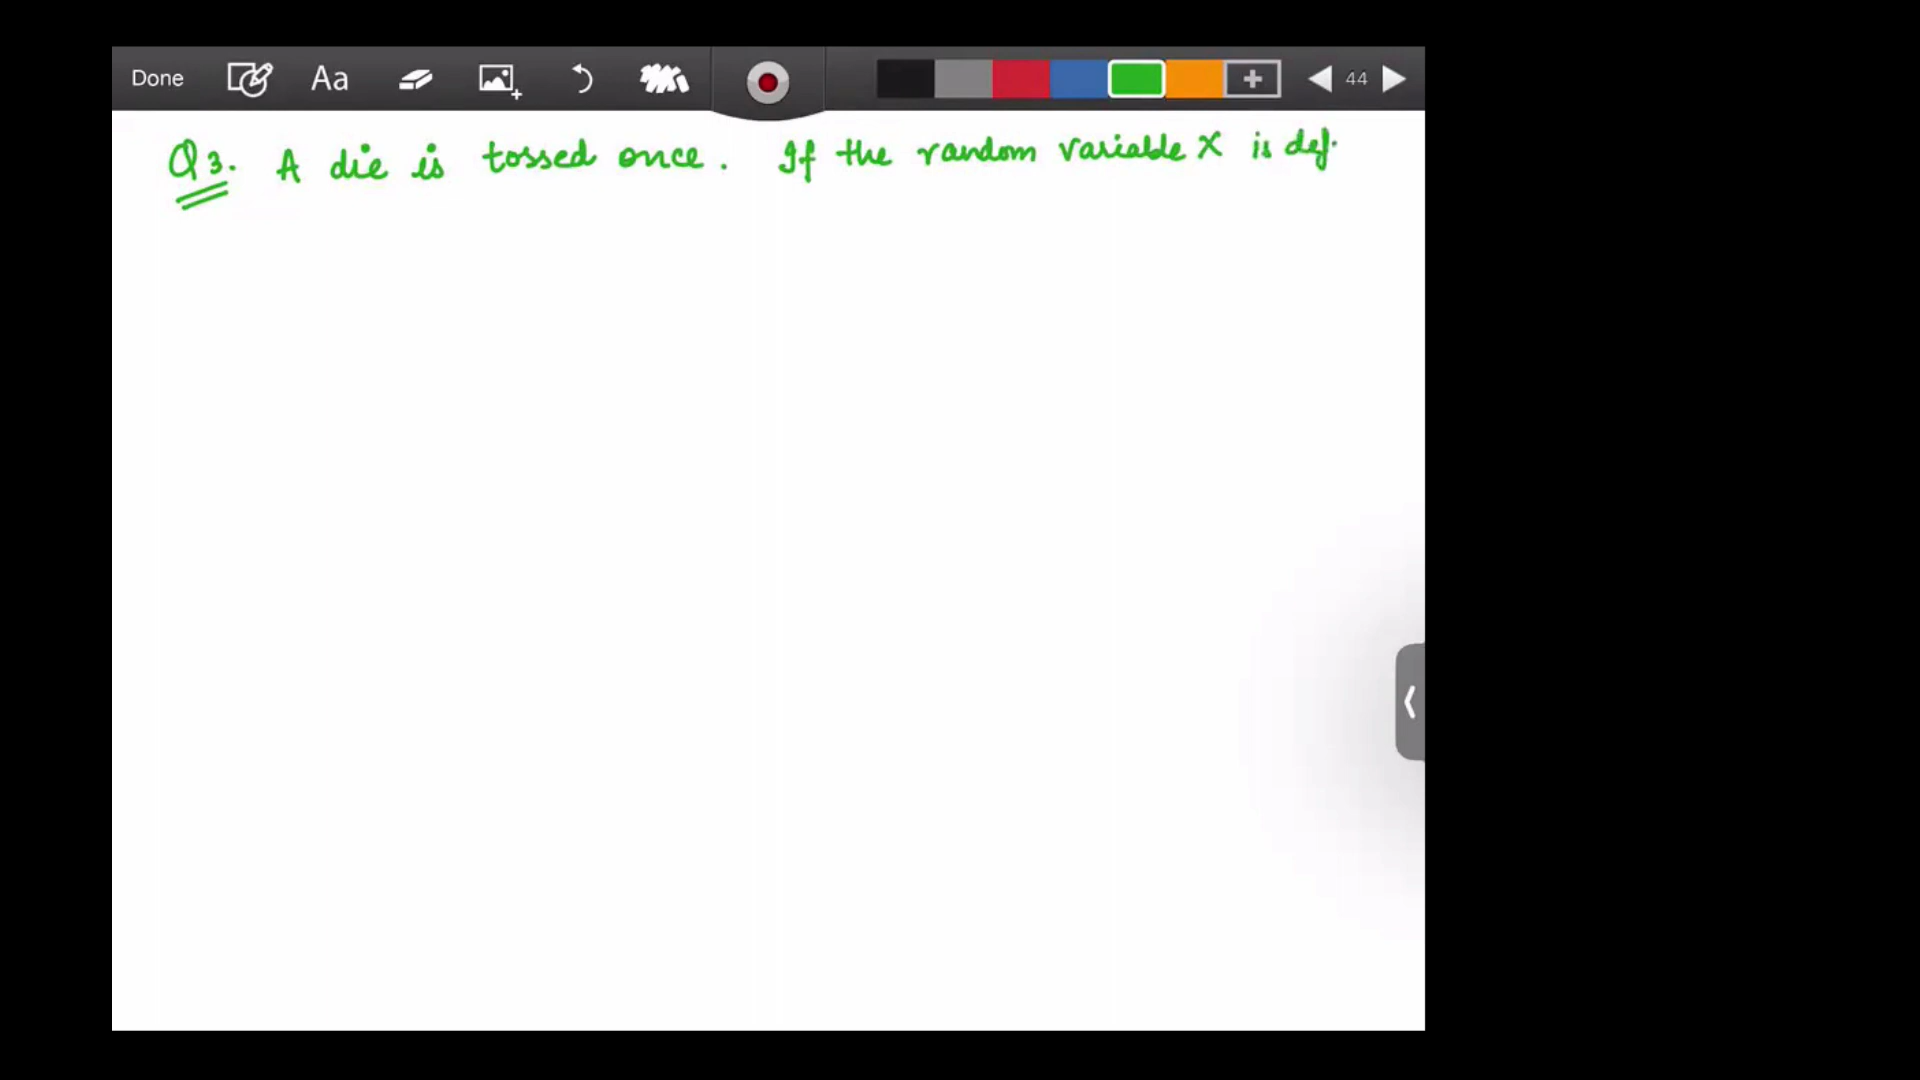 Done Aa 44
Q3. A die is tossed once. If the random variable X is def.